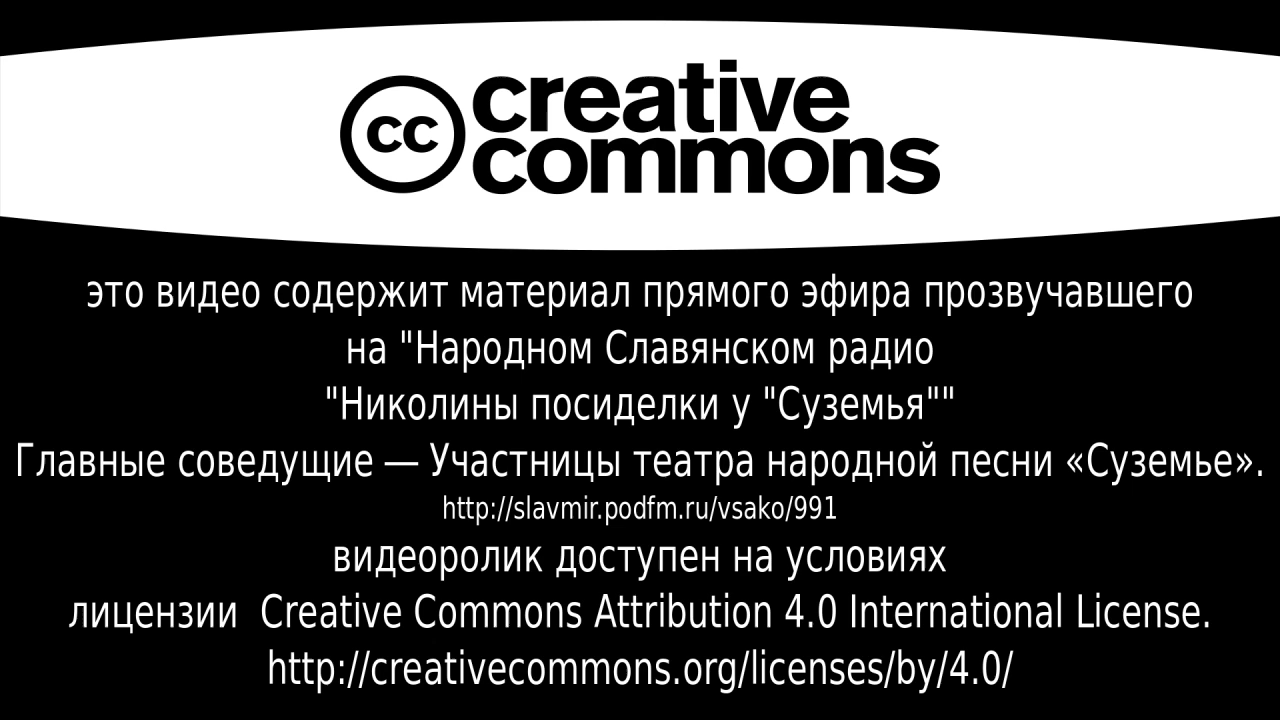 cc creative
commons
это видео содержит материал прямого эфира прозвучавшего
на "Народном Славянском радио
"Николины посиделки у "Суземья""
Главные соведущие — Участницы театра народной песни «Суземье».
http://slavmir.podfm.ru/vsako/991
видеоролик доступен на условиях
лицензии  Creative Commons Attribution 4.0 International License.
http://creativecommons.org/licenses/by/4.0/